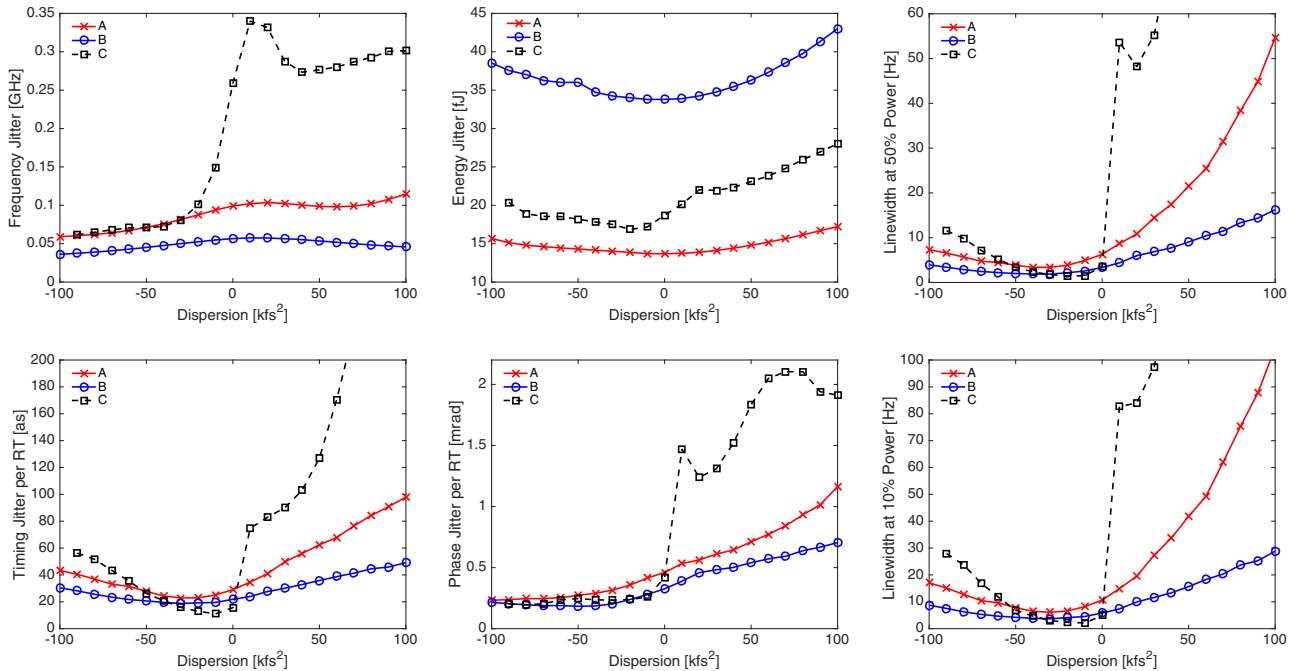 Frequency Jitter [GHz]
0.35
0.3
0.25
0.2
0.15
0.1
0.05
0
A
B
C
-100 -50 0 50 100
Dispersion [kfs²]
Energy Jitter [fJ]
45
40
35
30
25
20
15
10
A
B
C
-100 -50 0 50 100
Dispersion [kfs²]
Linewidth at 50% Power [Hz]
60
50
40
30
20
10
0
A
B
C
-100 -50 0 50 100
Dispersion [kfs²]
Timing Jitter per RT [as]
200
180
160
140
120
100
80
60
40
20
0
A
B
C
-100 -50 0 50 100
Dispersion [kfs²]
Phase Jitter per RT [mrad]
2
1.5
1
0.5
0
A
B
C
-100 -50 0 50 100
Dispersion [kfs²]
Linewidth at 10% Power [Hz]
100
90
80
70
60
50
40
30
20
10
0
A
B
C
-100 -50 0 50 100
Dispersion [kfs²]